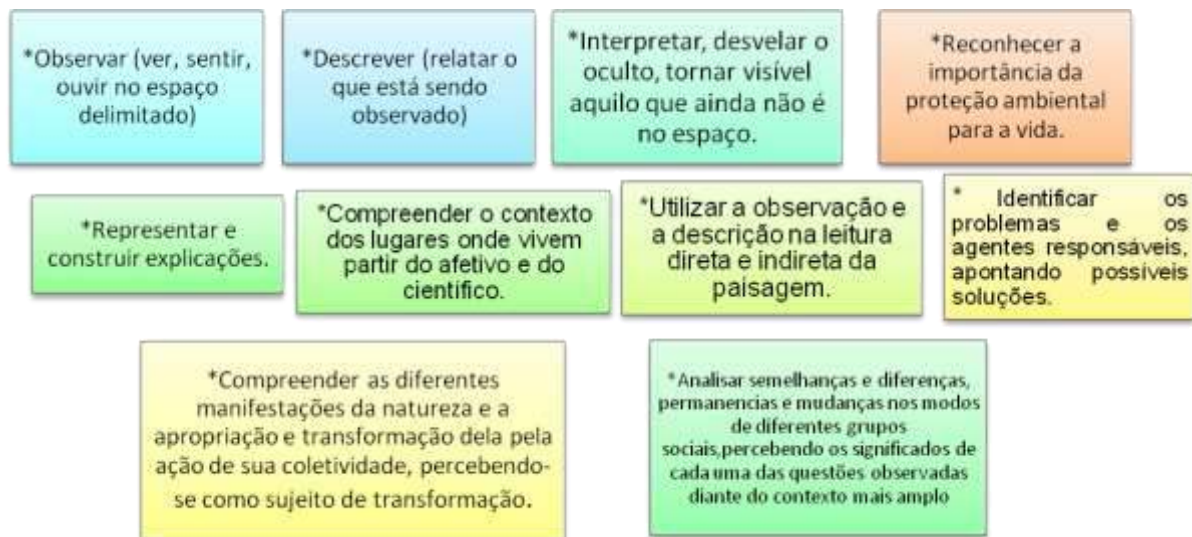 *Observar (ver, sentir,
ouvir no espaço
delimitado)
*Descrever (relatar o
que está sendo
observado)
*Interpretar, desvelar o
oculto, tornar visível
aquilo que ainda não é
no espaço.
*Reconhecer a
importância da
proteção ambiental
para a vida.
*Representar e
construir explicações.
*Compreender o contexto
dos lugares onde vivem
partir do afetivo e do
científico.
*Utilizar a observação e
a descrição na leitura
direta e indireta da
paisagem.
* Identificar os
problemas e os
agentes responsáveis,
apontando possíveis
soluções.
*Compreender as diferentes
manifestações da natureza e a
apropriação e transformação dela pela
ação de sua coletividade, percebendo-
se como sujeito de transformação.
*Analisar semelhanças e diferenças,
permanencias e mudanças nos modos
de diferentes grupos
sociais,percebendo os significados de
cada uma das questões observadas
diante do contexto mais amplo